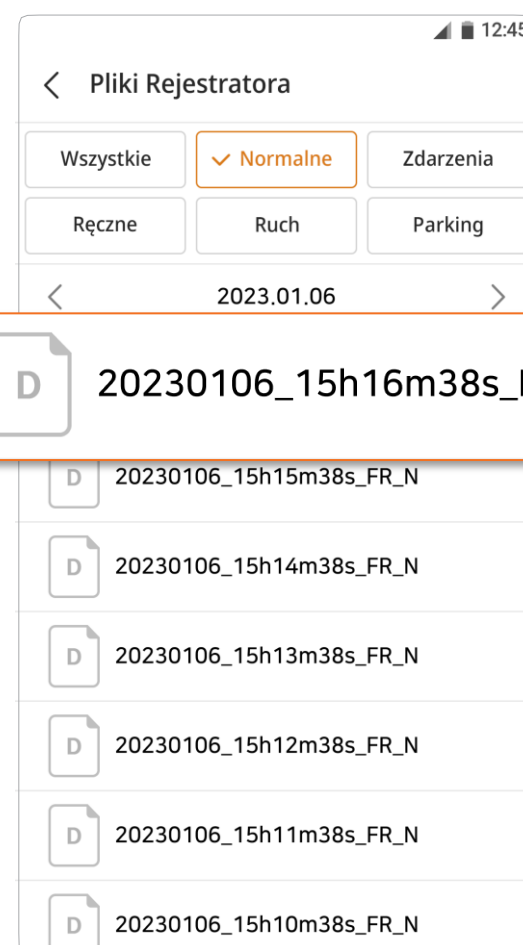 12:45
Pliki Rejestratora
Wszystkie Normalne Zdarzenia
Ręczne Ruch Parking
2023.01.06
D 20230106_15h16m38s_
D 20230106_15h15m38s_FR_N
D 20230106_15h14m38s_FR_N
D 20230106_15h13m38s_FR_N
D 20230106_15h12m38s_FR_N
D 20230106_15h11m38s_FR_N
D 20230106_15h10m38s_FR_N